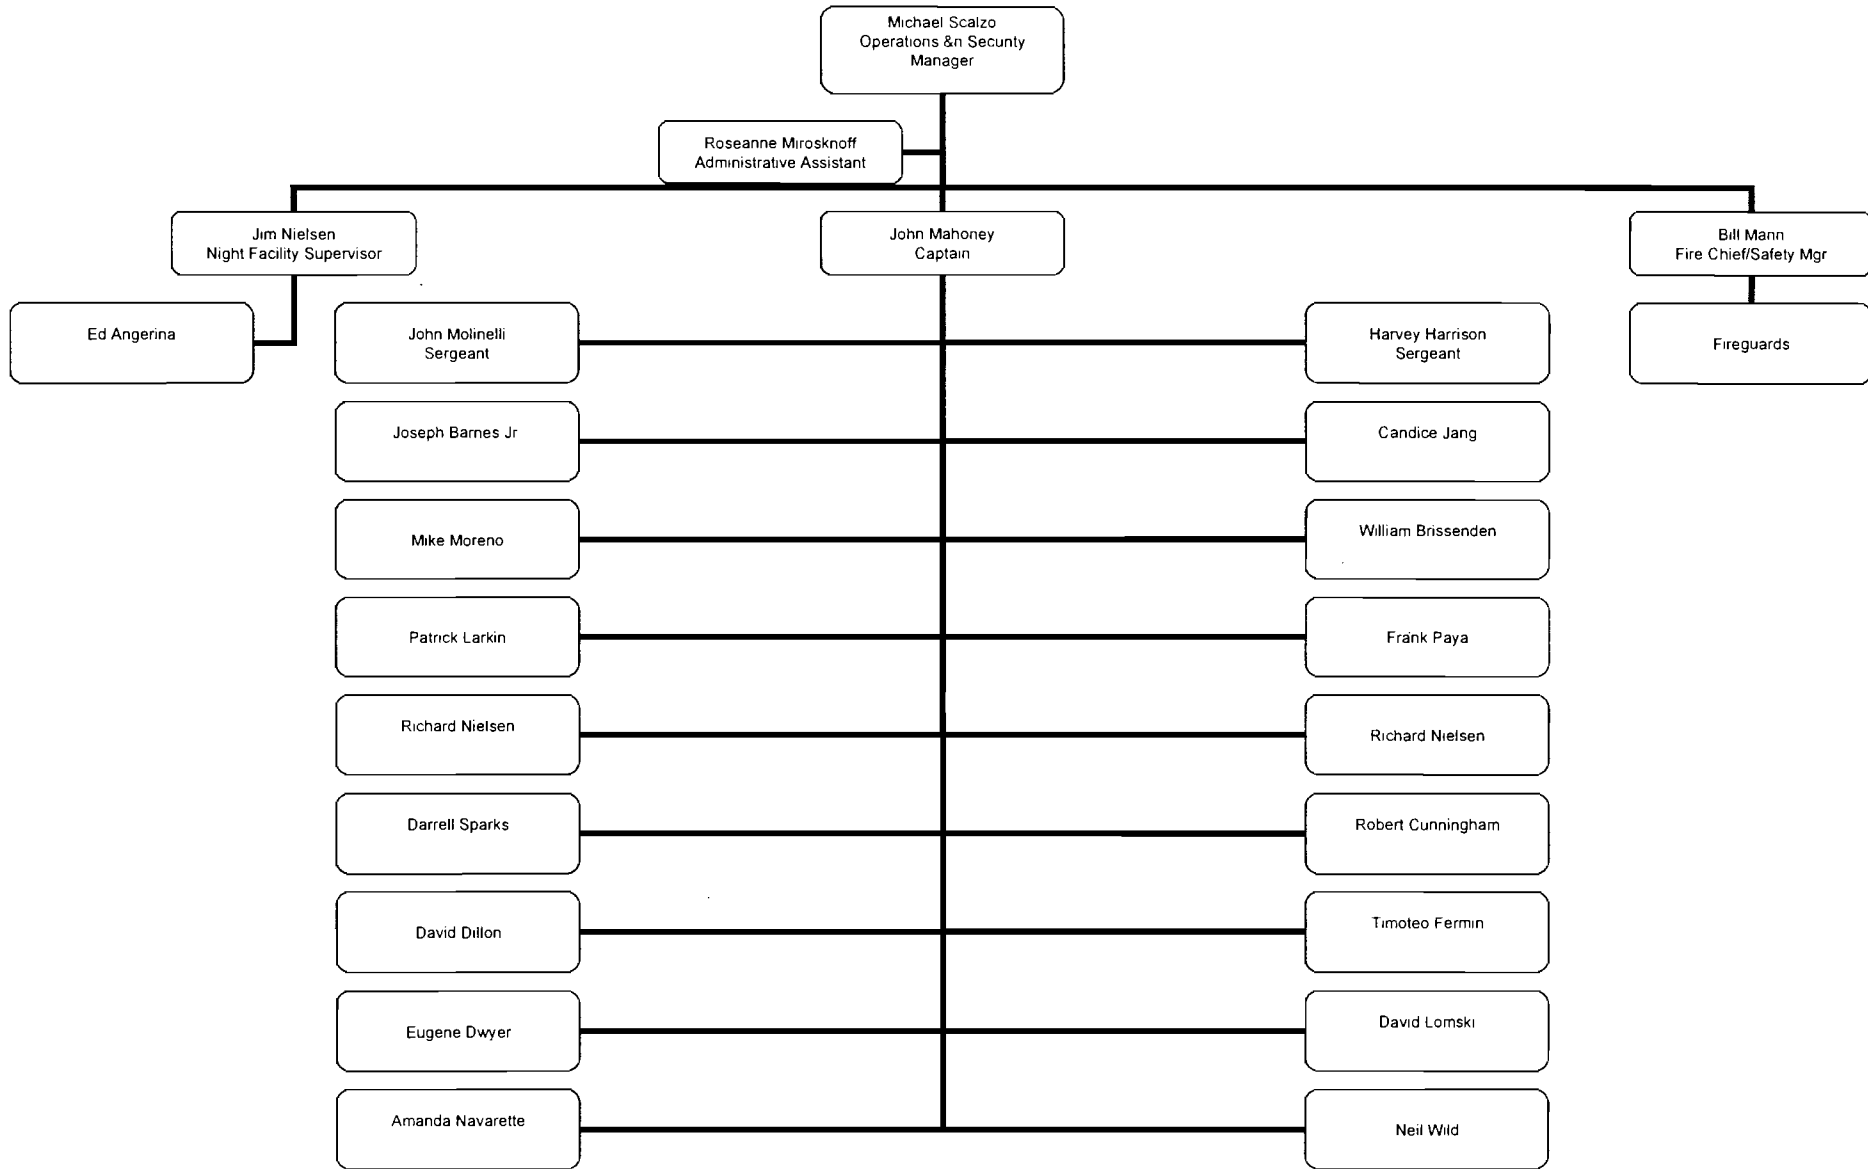 Michael Scalzo
Operations &n Security
Manager
Roseanne Mirosknoff
Administrative Assistant
Jim Nielsen
Night Facility Supervisor
John Mahoney
Captain
Bill Mann
Fire Chief/Safety Mgr
Ed Angerina
John Molinelli
Sergeant
Harvey Harrison
Sergeant
Fireguards
Joseph Barnes Jr
Candice Jang
Mike Moreno
William Brissenden
Patrick Larkin
Frank Paya
Richard Nielsen
Richard Nielsen
Darrell Sparks
Robert Cunningham
David Dillon
Timoteo Fermin
Eugene Dwyer
David Lomski
Amanda Navarette
Neil Wild